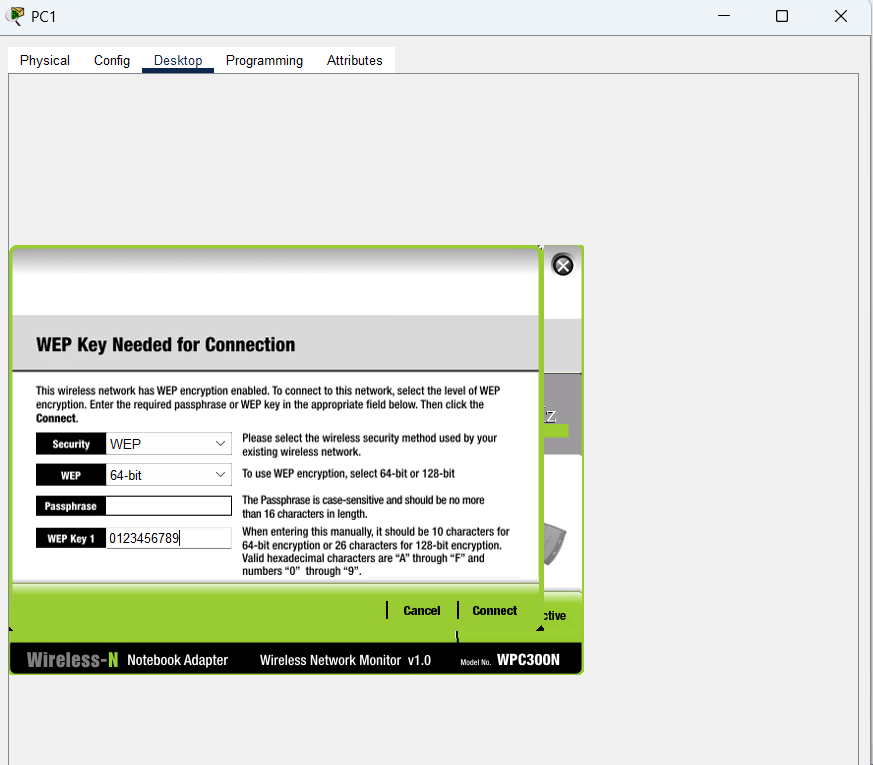 PC1
Physical Config Desktop Programming Attributes
WEP Key Needed for Connection
This wireless network has WEP encryption enabled. To connect to this network, select the level of WEP
encryption. Enter the required passphrase or WEP key in the appropriate field below. Then click the
Connect.
Security WEP
Please select the wireless security method used by your
existing wireless network.
WEP 64-bit
To use WEP encryption, select 64-bit or 128-bit
Passphrase
The Passphrase is case-sensitive and should be no more
than 16 characters in length.
WEP Key 1 0123456789
When entering this manually, it should be 10 characters for
64-bit encryption or 26 characters for 128-bit encryption.
Valid hexadecimal characters are “A” through “F” and
numbers “0” through “9”.
Cancel Connect
Wireless-N Notebook Adapter Wireless Network Monitor v1.0 Model No. WPC300N